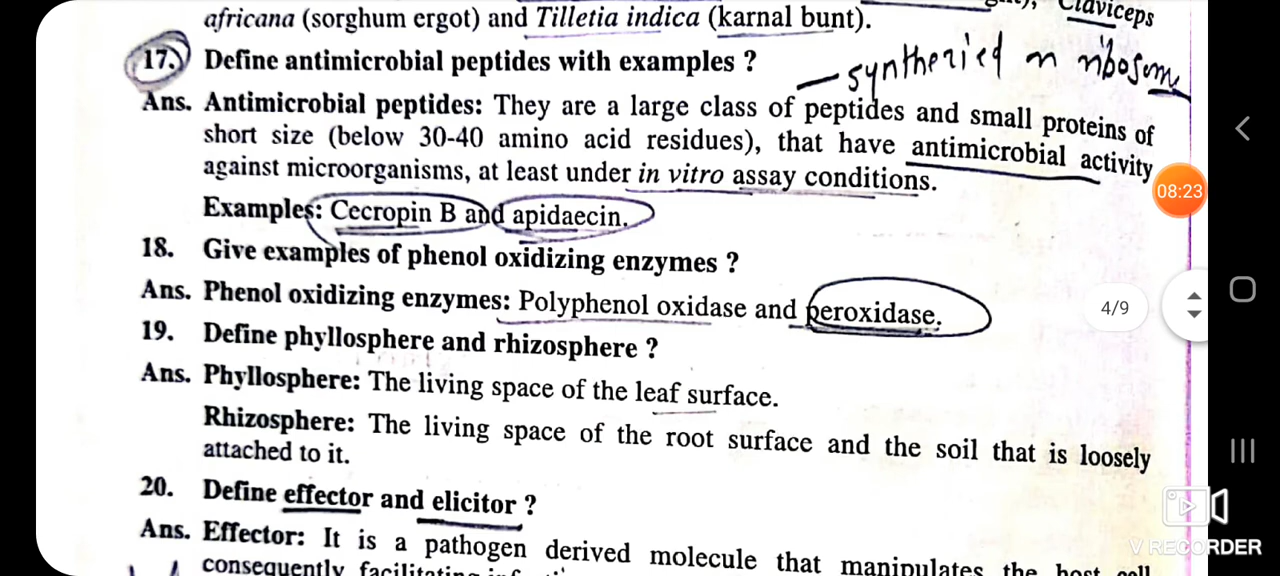 africana (sorghum ergot) and Tilletia indica (karnal bunt). Claviceps
17. Define antimicrobial peptides with examples ?
Ans. Antimicrobial peptides: They are a large class of peptides and small proteins of
short size (below 30-40 amino acid residues), that have antimicrobial activity
against microorganisms, at least under in vitro assay conditions.
Examples: Cecropin B and apidaecin.
18. Give examples of phenol oxidizing enzymes ?
Ans. Phenol oxidizing enzymes: Polyphenol oxidase and peroxidase.
19. Define phyllosphere and rhizosphere ?
Ans. Phyllosphere: The living space of the leaf surface.
Rhizosphere: The living space of the root surface and the soil that is loosely
attached to it.
20. Define effector and elicitor ?
Ans. Effector: It is a pathogen derived molecule that manipulates the host cell
consequently facilitating
08:23
4/9
V RECORDER